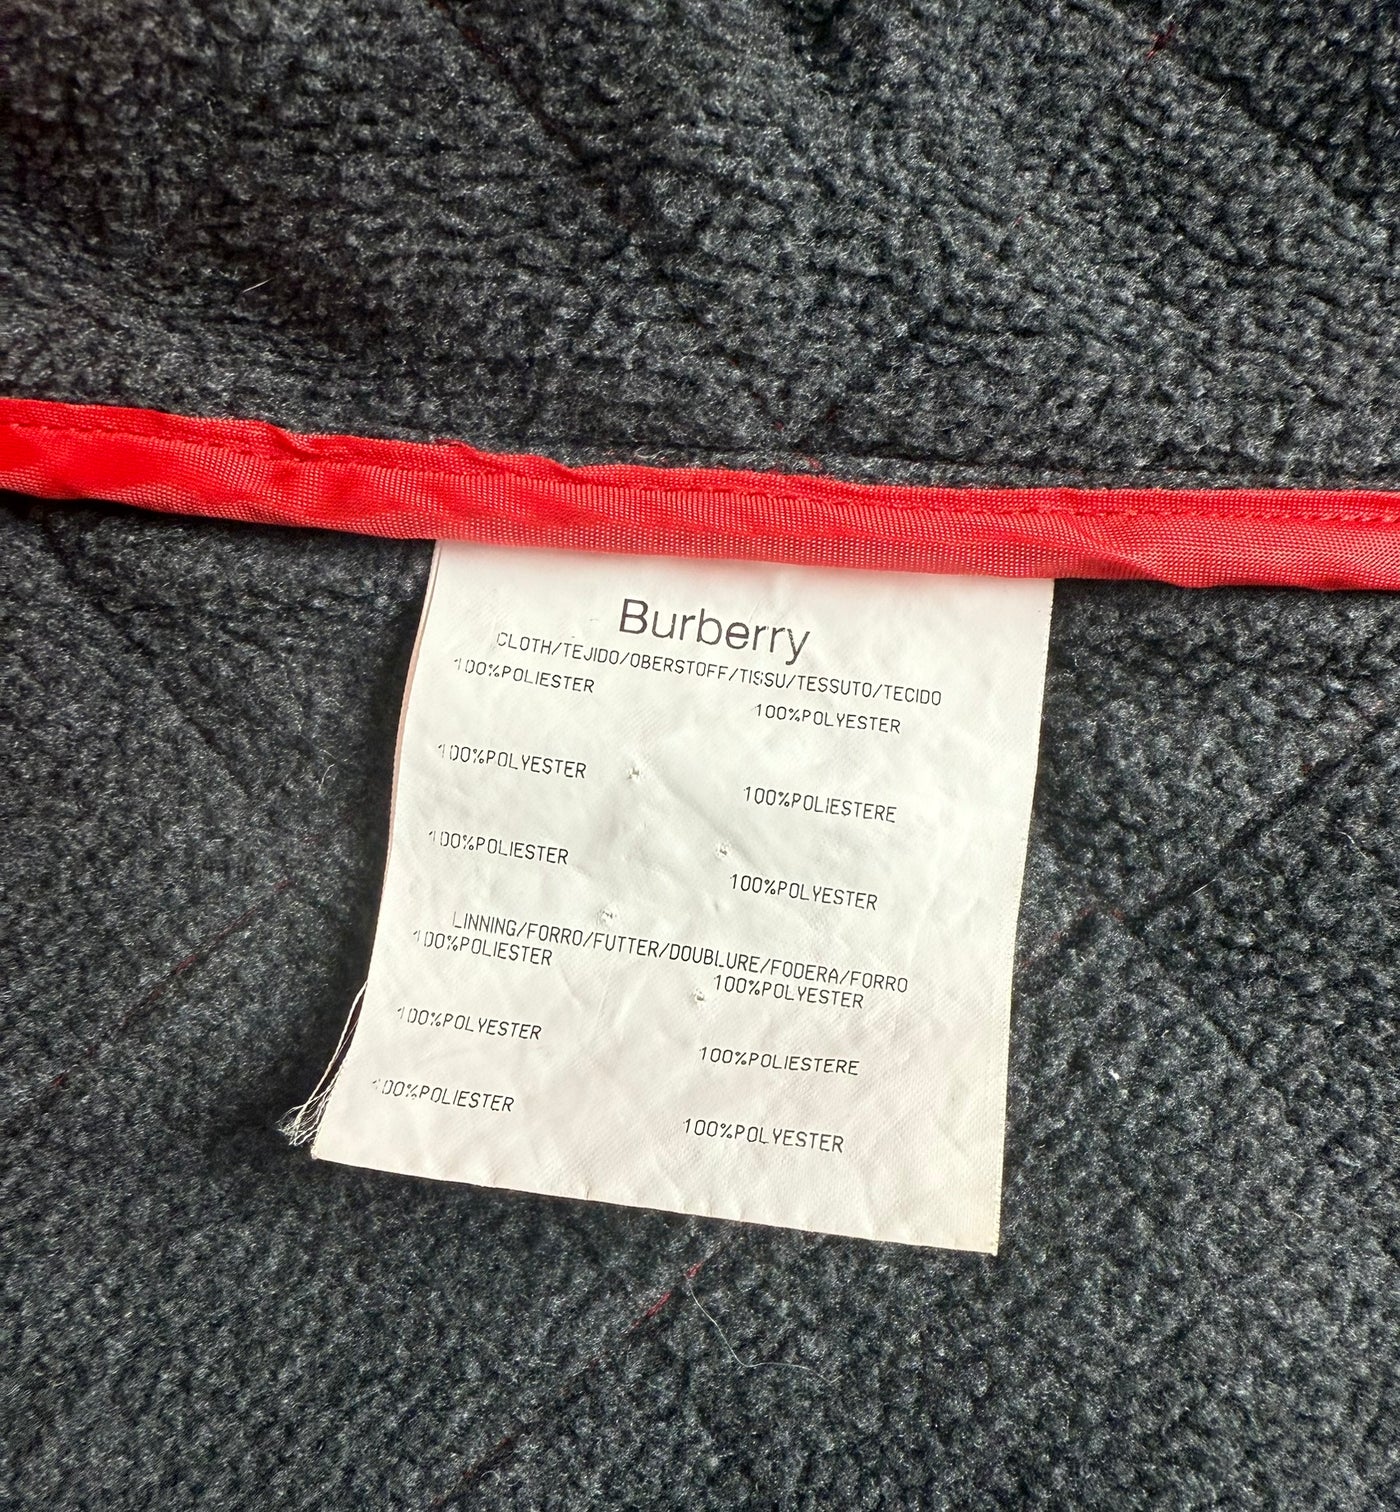 Burberry
CLOTH/TEJIDO/OBERSTOFF/TISSU/TESSUTO/TECIDO
100%POLIESTER
100%POLYESTER
100%POLYESTER
100%POLIESTERE
100%POLIESTER
100%POLYESTER
LINNING/FORRO/FUTTER/DOUBLURE/FODERA/FORRO
100%POLIESTER
100%POLYESTER
100%POLYESTER
100%POLIESTERE
100%POLIESTER
100%POLYESTER